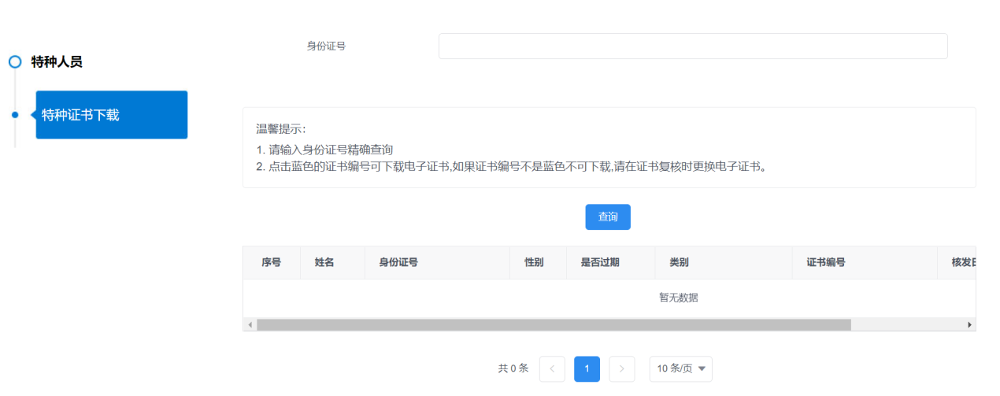 身份证号
特种人员
特种证书下载
温馨提示：
1. 请输入身份证号精确查询
2. 点击蓝色的证书编号可下载电子证书,如果证书编号不是蓝色不可下载,请在证书复核时更换电子证书。
查询
序号 姓名 身份证号 性别 是否过期 类别 证书编号 核发日
暂无数据
共 0 条 1 10 条/页